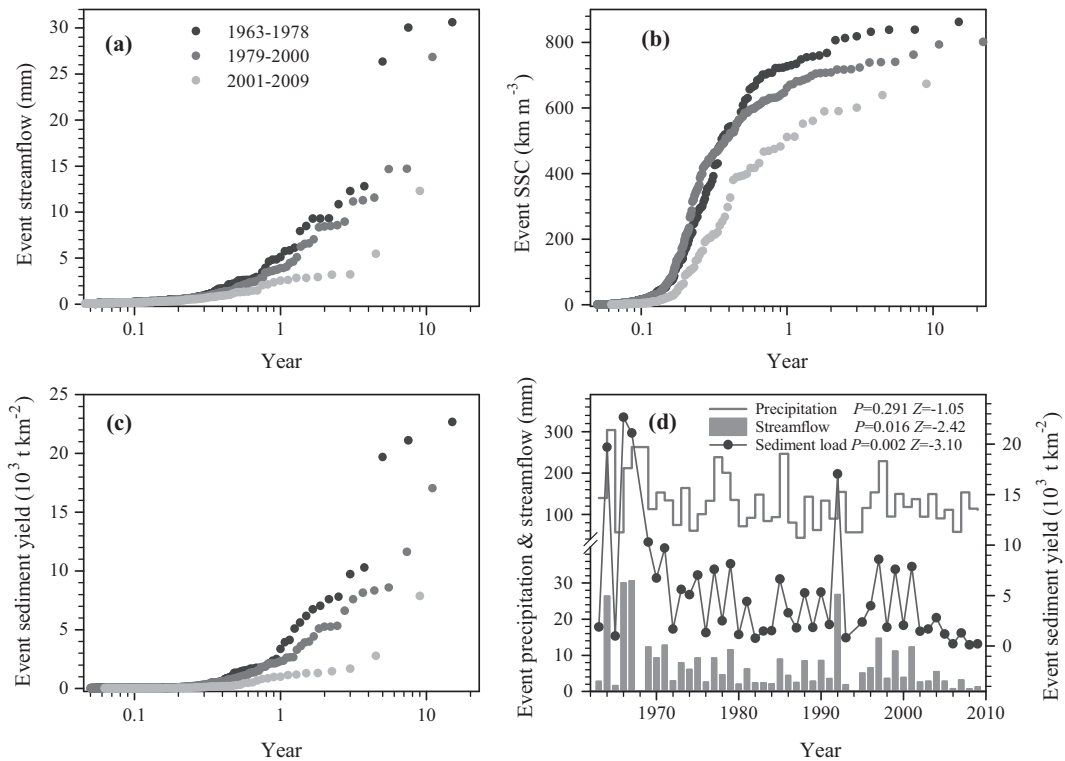 (a)
1963-1978
1979-2000
2001-2009
Event streamflow (mm)
30
25
20
15
10
5
0
0.1 1 10
Year
(b)
Event SSC (km m-3)
800
600
400
200
0
0.1 1 10
Year
(c)
Event sediment yield (10³ t km-2)
25
20
15
10
5
0
0.1 1 10
Year
(d)
Precipitation P=0.291 Z=-1.05
Streamflow P=0.016 Z=-2.42
Sediment load P=0.002 Z=-3.10
Event precipitation & streamflow (mm)
300
200
100
30
20
10
0
Event sediment yield (10³ t km-2)
20
15
10
5
0
1970 1980 1990 2000 2010
Year